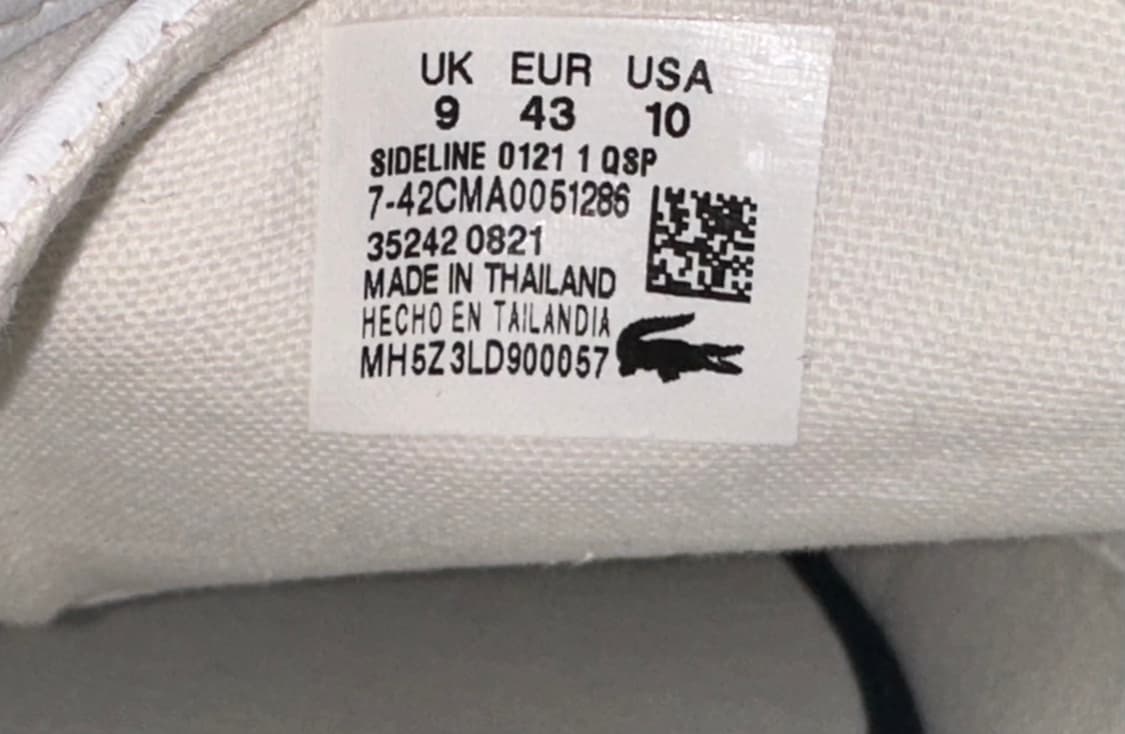 UK EUR USA
9 43 10
SIDELINE 0121 1 QSP
7-42CMA0051286
35242 0821
MADE IN THAILAND
HECHO EN TAILANDIA
MH5Z3LD900057